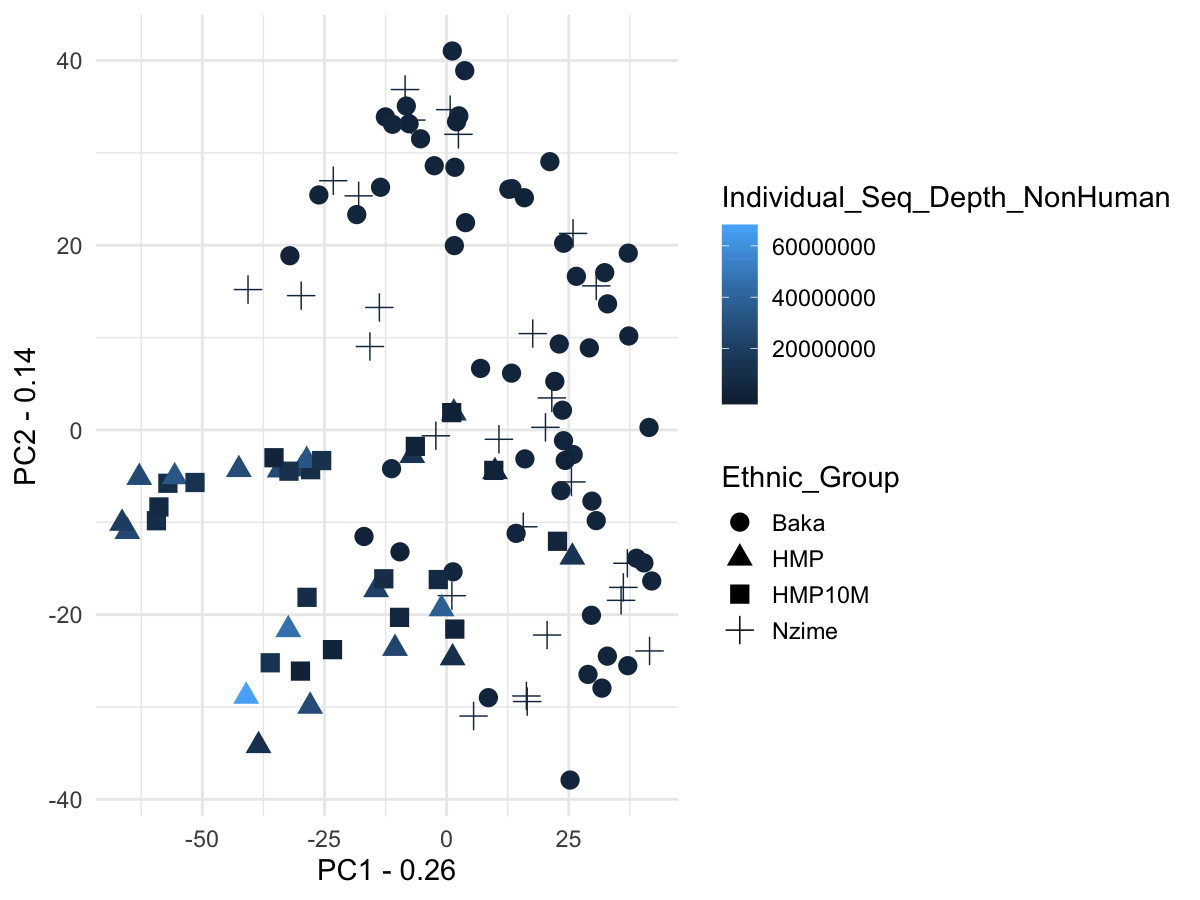 40
20
0
-20
-40
PC2 - 0.14
-50
-25
0
25
PC1 - 0.26
Individual_Seq_Depth_NonHuman
60000000
40000000
20000000
Ethnic_Group
Baka
HMP
HMP10M
Nzime